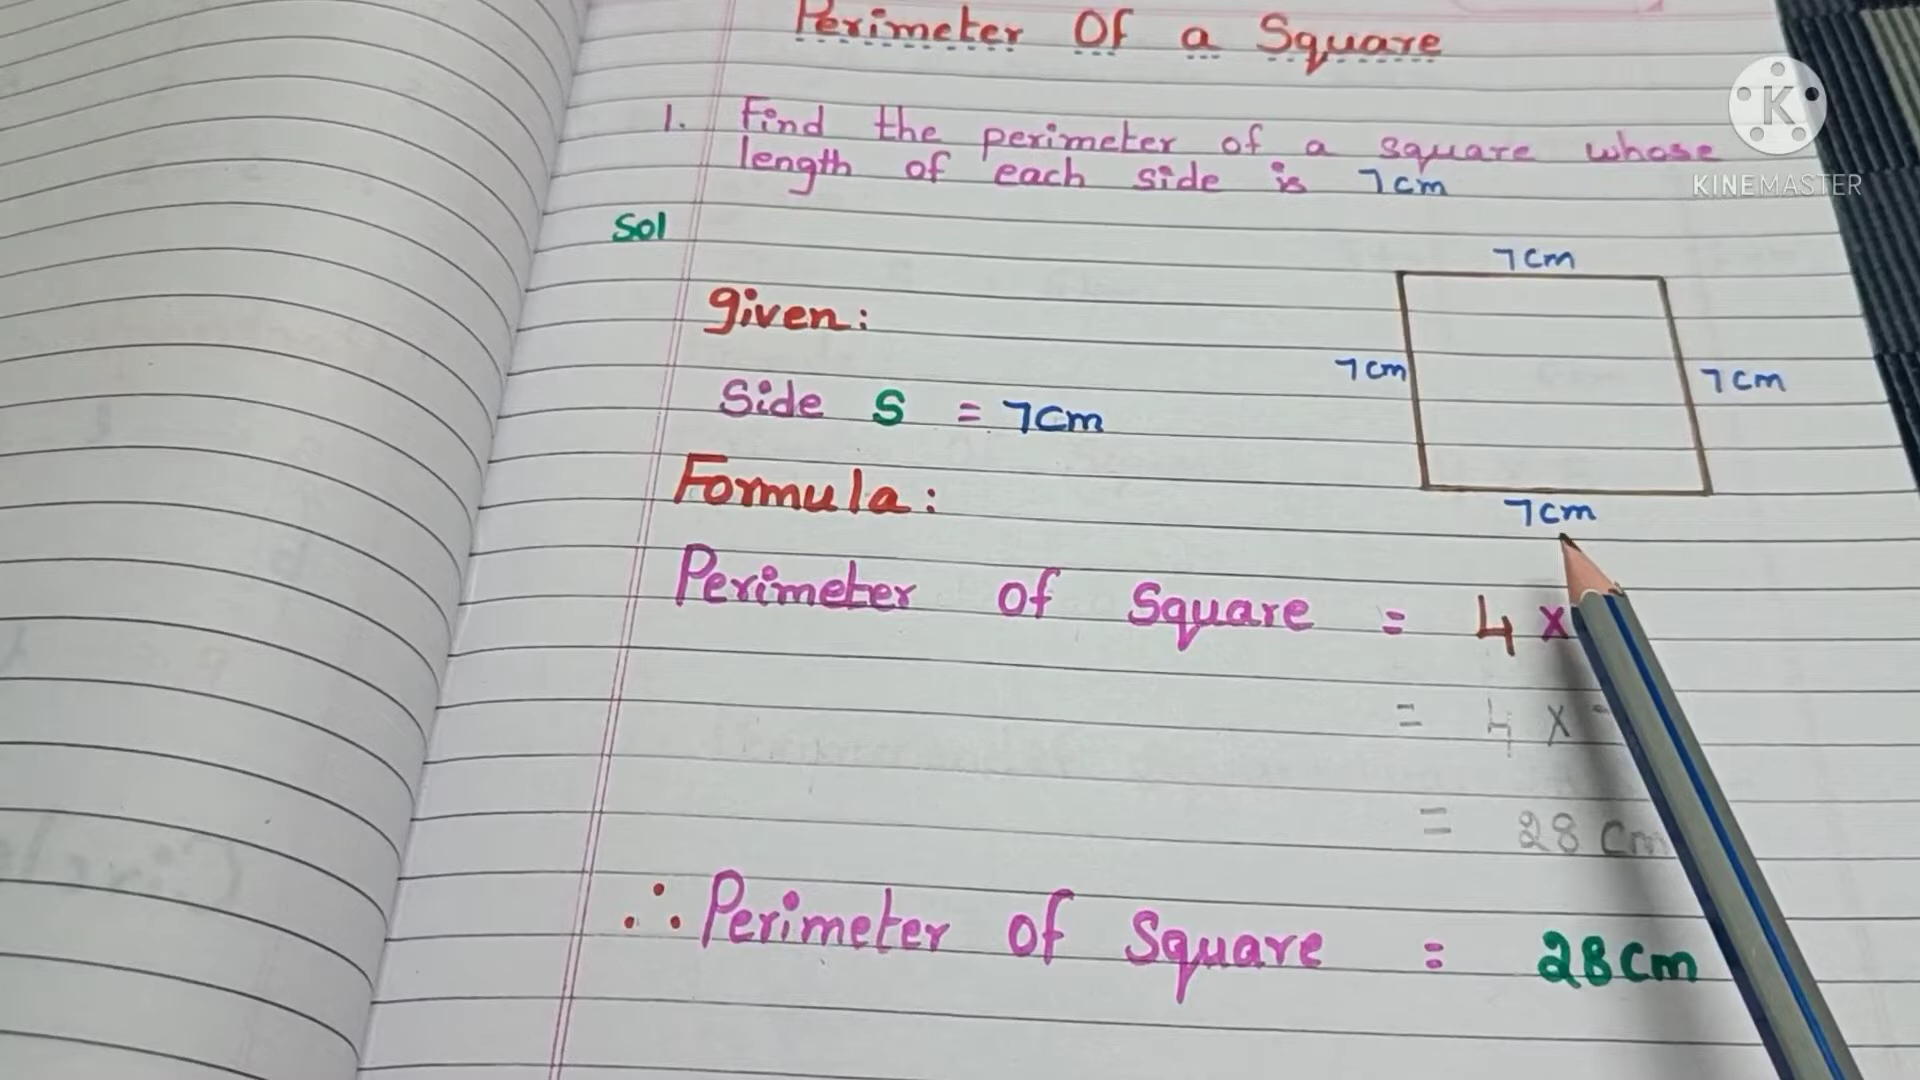 Perimeter Of a Square
1. Find the perimeter of a square whose
length of each side is 7cm
Sol
7cm
given:
7cm
7cm
Side S = 7cm
Formula:
7cm
Perimeter of Square = 4 ×
= 4 ×
= 28 Cm
∴ Perimeter of Square = 28cm
K
KINEMASTER